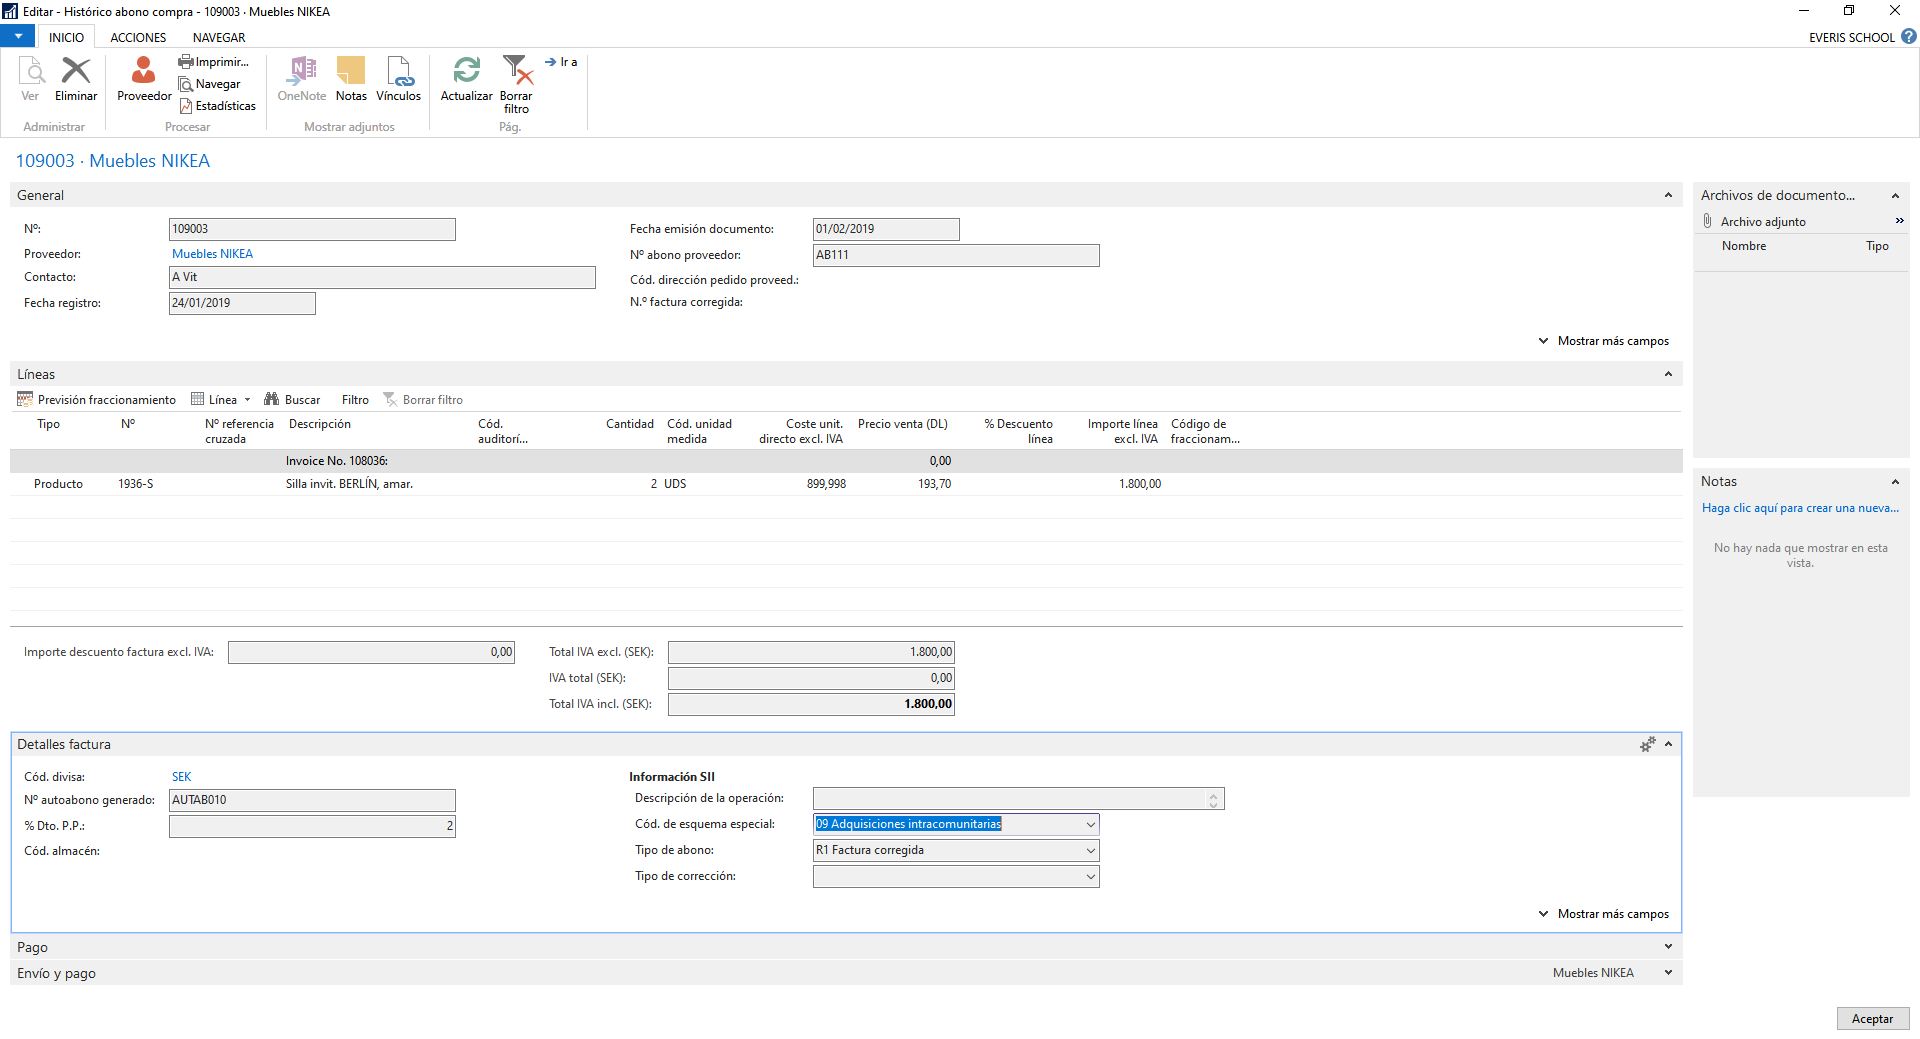 Editar - Histórico abono compra - 109003 · Muebles NIKEA
INICIO ACCIONES NAVEGAR EVERIS SCHOOL
Ver Eliminar
Administrar
Proveedor Imprimir... Navegar Estadísticas
Procesar
OneNote Notas Vínculos
Mostrar adjuntos
Actualizar Borrar filtro Ir a
Pág.
109003 · Muebles NIKEA
General
Nº: 109003
Proveedor: Muebles NIKEA
Contacto: A Vit
Fecha registro: 24/01/2019
Fecha emisión documento: 01/02/2019
Nº abono proveedor: AB111
Cód. dirección pedido proveed.:
N.º factura corregida:
Mostrar más campos
Líneas
Previsión fraccionamiento Línea Buscar Filtro Borrar filtro
Tipo Nº Nº referencia cruzada Descripción Cód. auditorí... Cantidad Cód. unidad medida Coste unit. directo excl. IVA Precio venta (DL) % Descuento línea Importe línea excl. IVA Código de fraccionam...
Invoice No. 108036: 0,00
Producto 1936-S Silla invit. BERLÍN, amar. 2 UDS 899,998 193,70 1.800,00
Importe descuento factura excl. IVA: 0,00
Total IVA excl. (SEK): 1.800,00
IVA total (SEK): 0,00
Total IVA incl. (SEK): 1.800,00
Detalles factura
Cód. divisa: SEK
Nº autoabono generado: AUTAB010
% Dto. P.P.: 2
Cód. almacén:
Información SII
Descripción de la operación:
Cód. de esquema especial: 09 Adquisiciones intracomunitarias
Tipo de abono: R1 Factura corregida
Tipo de corrección:
Mostrar más campos
Pago
Envío y pago Muebles NIKEA
Archivos de documento...
Archivo adjunto
Nombre Tipo
Notas
Haga clic aquí para crear una nueva...
No hay nada que mostrar en esta
vista.
Aceptar